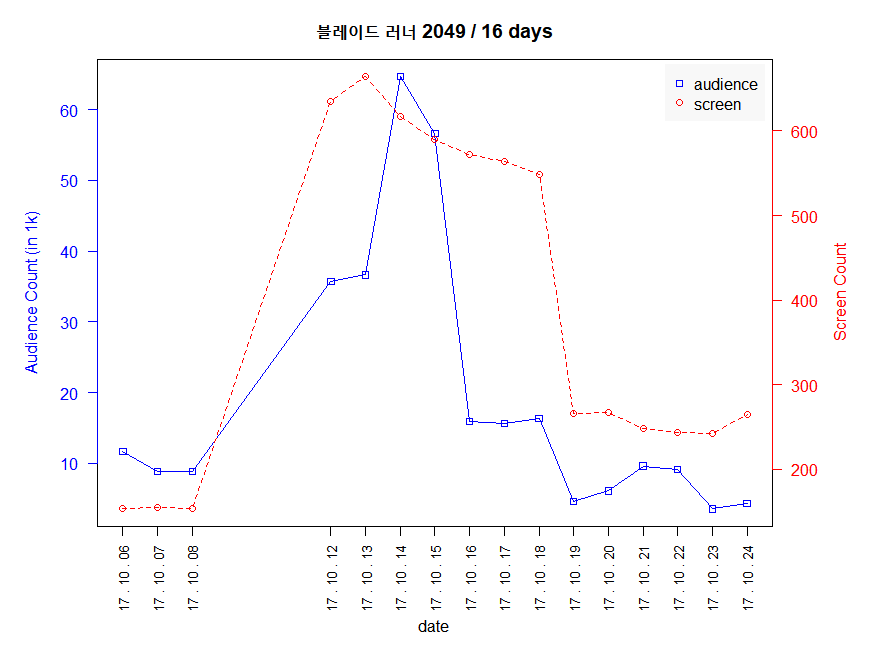 블레이드 러너 2049 / 16 days
audience
screen
Audience Count (in 1k)
60
50
40
30
20
10
Screen Count
600
500
400
300
200
17 . 10 . 06
17 . 10 . 07
17 . 10 . 08
17 . 10 . 12
17 . 10 . 13
17 . 10 . 14
17 . 10 . 15
17 . 10 . 16
17 . 10 . 17
17 . 10 . 18
17 . 10 . 19
17 . 10 . 20
17 . 10 . 21
17 . 10 . 22
17 . 10 . 23
17 . 10 . 24
date